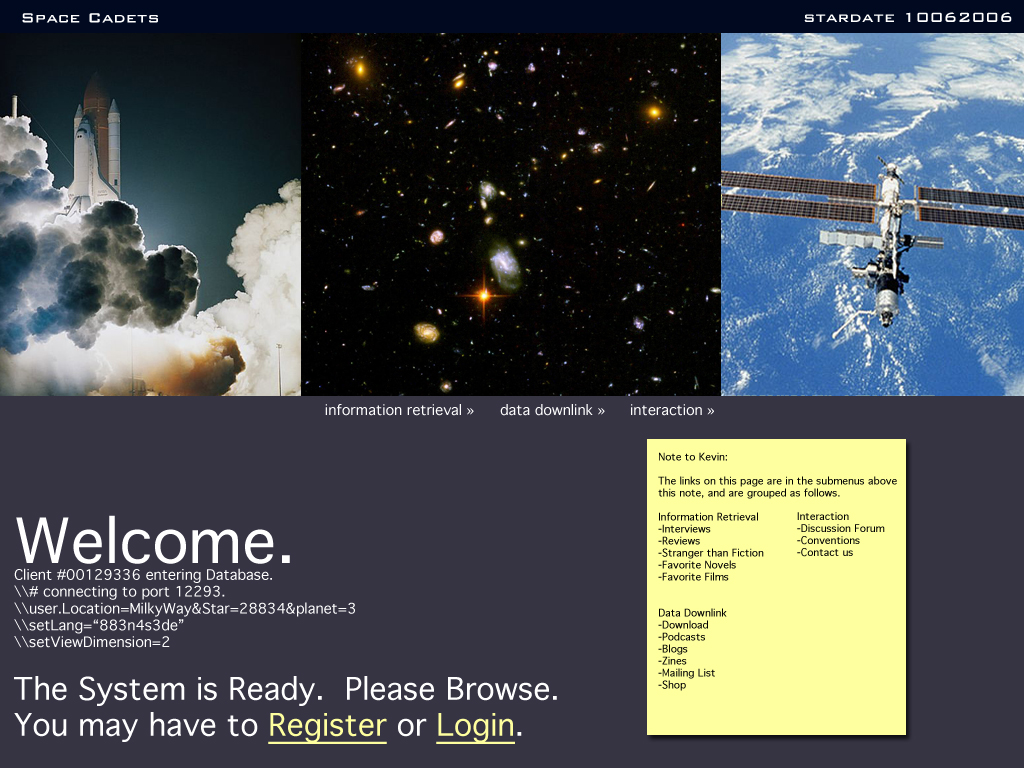 Space Cadets
stardate 10062006
information retrieval »
data downlink »
interaction »
Welcome.
Client #00129336 entering Database.
\\# connecting to port 12293.
\\user.Location=MilkyWay&Star=28834&planet=3
\\setLang=“883n4s3de”
\\setViewDimension=2
The System is Ready.  Please Browse.
You may have to Register or Login.
Note to Kevin:
The links on this page are in the submenus above
this note, and are grouped as follows.
Information Retrieval
-Interviews
-Reviews
-Stranger than Fiction
-Favorite Novels
-Favorite Films
Interaction
-Discussion Forum
-Conventions
-Contact us
Data Downlink
-Download
-Podcasts
-Blogs
-Zines
-Mailing List
-Shop